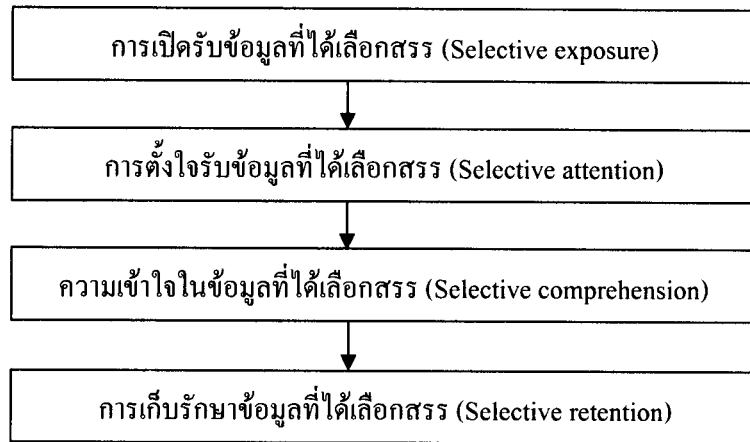 การเปิดรับข้อมูลที่ได้เลือกสรร (Selective exposure)
การตั้งใจรับข้อมูลที่ได้เลือกสรร (Selective attention)
ความเข้าใจในข้อมูลที่ได้เลือกสรร (Selective comprehension)
การเก็บรักษาข้อมูลที่ได้เลือกสรร (Selective retention)